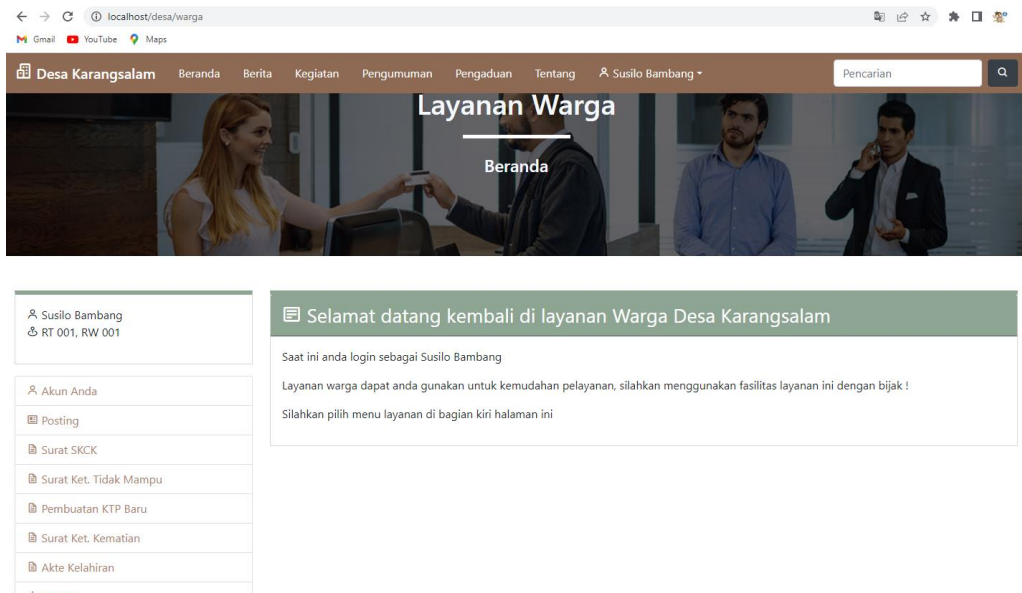 localhost/desa/warga
Gmail YouTube Maps
Desa Karangsalam Beranda Berita Kegiatan Pengumuman Pengaduan Tentang Susilo Bambang Pencarian
Layanan Warga
Beranda
Susilo Bambang
RT 001, RW 001
Akun Anda
Posting
Surat SKCK
Surat Ket. Tidak Mampu
Pembuatan KTP Baru
Surat Ket. Kematian
Akte Kelahiran
Selamat datang kembali di layanan Warga Desa Karangsalam
Saat ini anda login sebagai Susilo Bambang
Layanan warga dapat anda gunakan untuk kemudahan pelayanan, silahkan menggunakan fasilitas layanan ini dengan bijak !
Silahkan pilih menu layanan di bagian kiri halaman ini